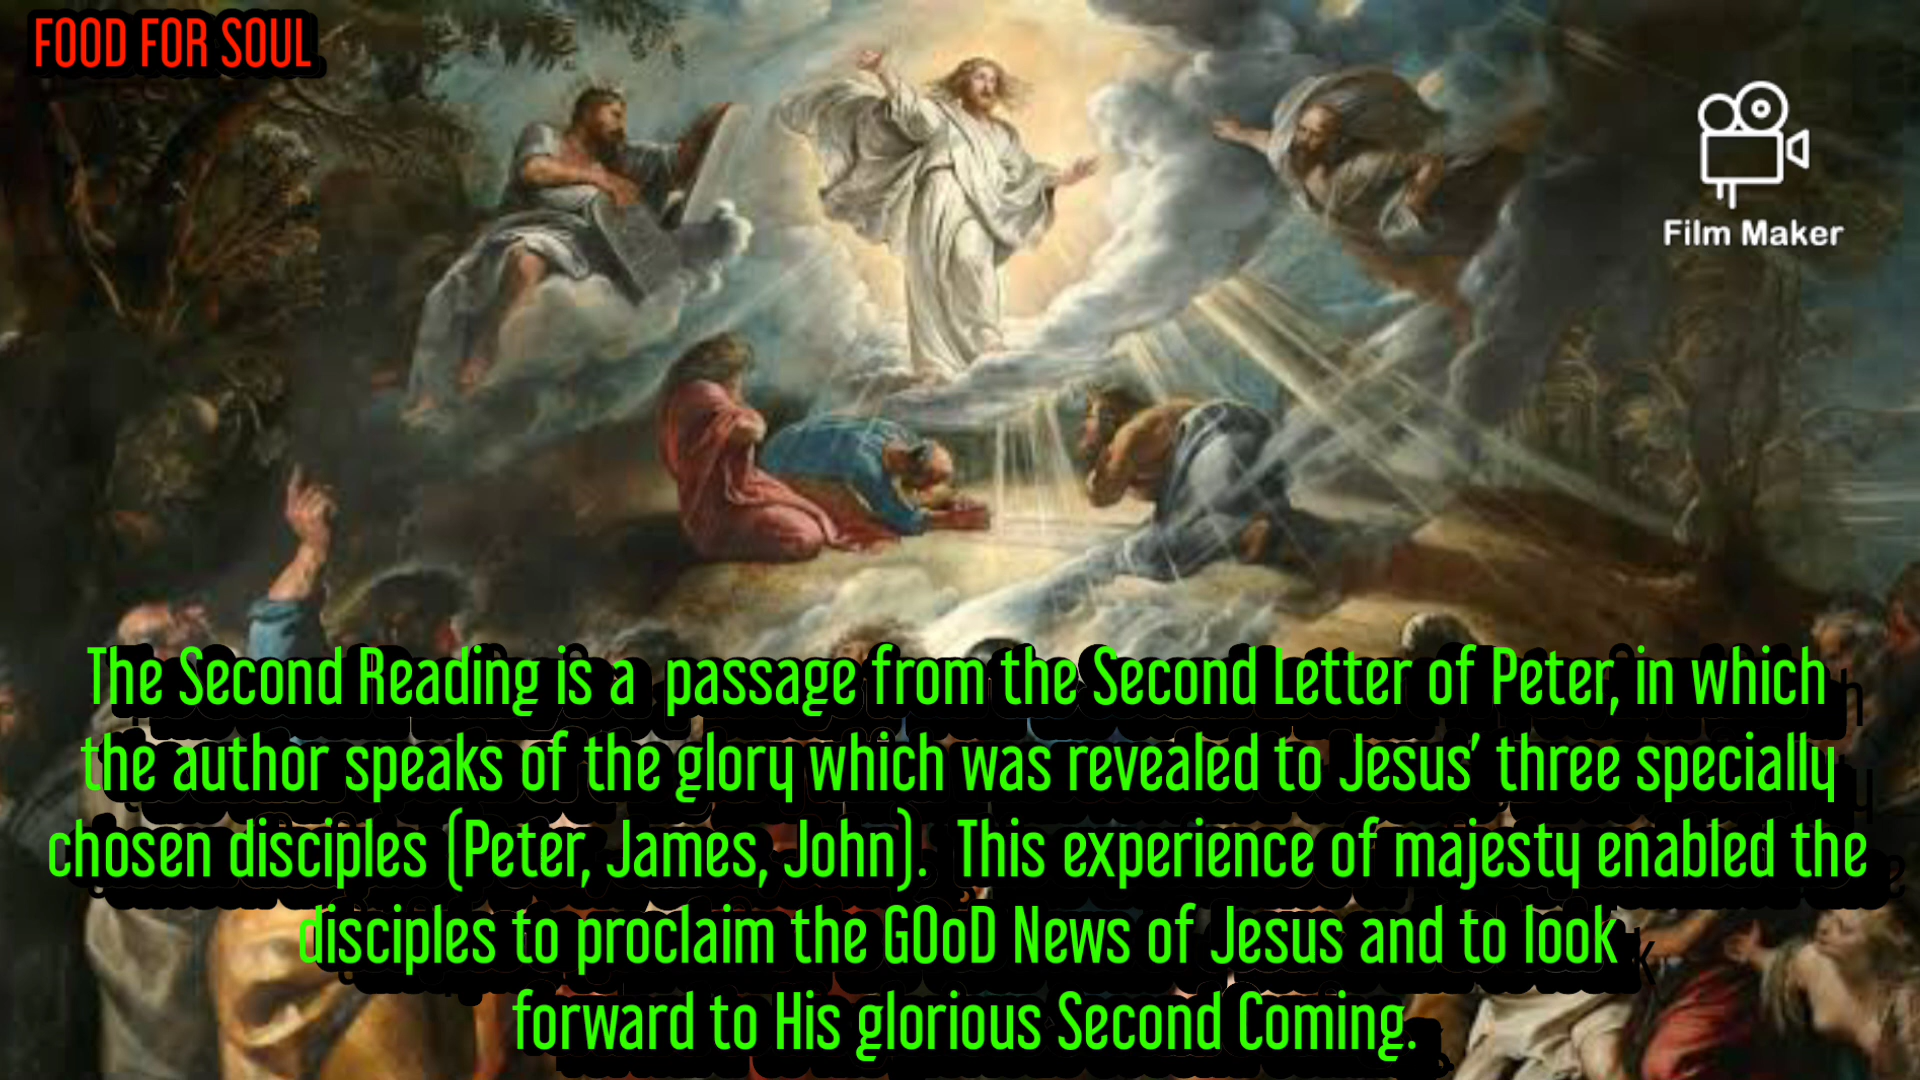 FOOD FOR SOUL
Film Maker
The Second Reading is a  passage from the Second Letter of Peter, in which
the author speaks of the glory which was revealed to Jesus’ three specially
chosen disciples (Peter, James, John).  This experience of majesty enabled the
disciples to proclaim the GOoD News of Jesus and to look
forward to His glorious Second Coming.